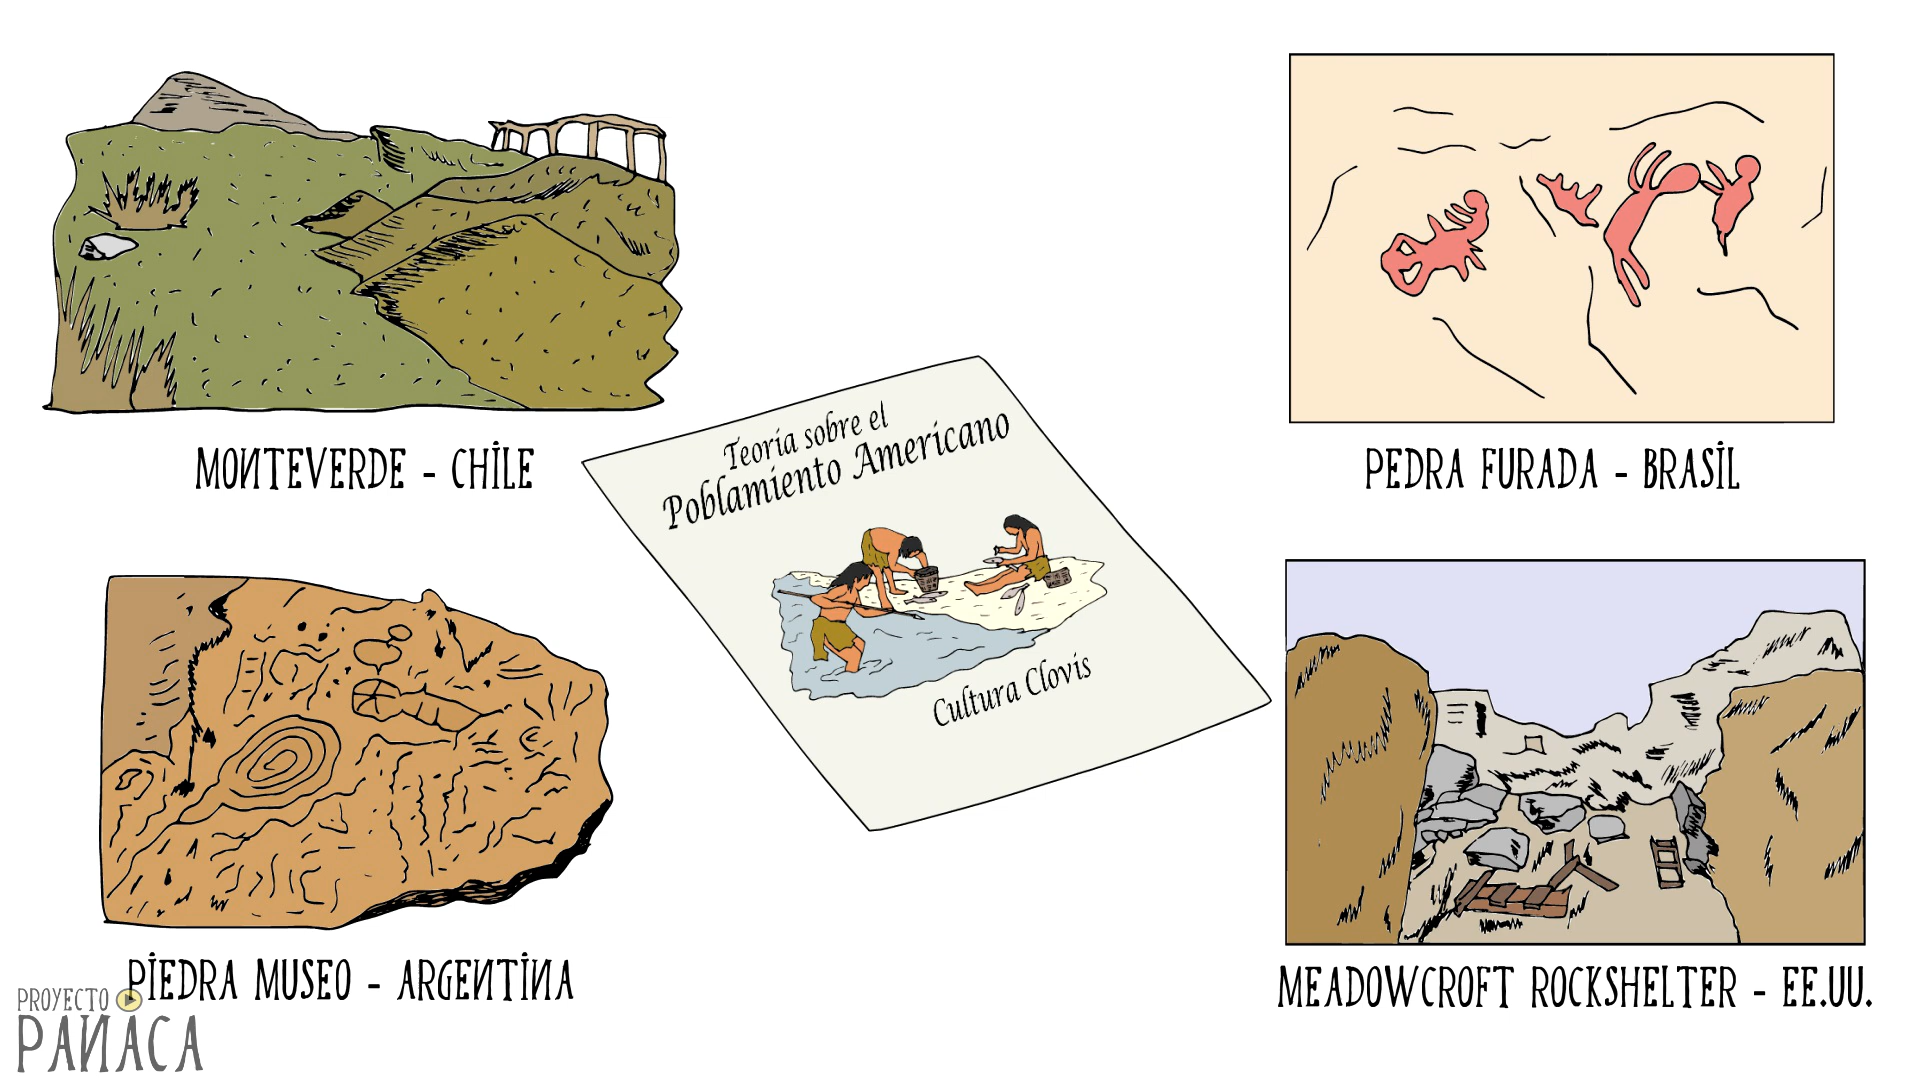 MONTEVERDE - CHILE
PEDRA FURADA - BRASIL
Teoría sobre el
Poblamiento Americano
Cultura Clovis
PIEDRA MUSEO - ARGENTINA
MEADOWCROFT ROCKSHELTER - EE.UU.
PROYECTO
PANACA